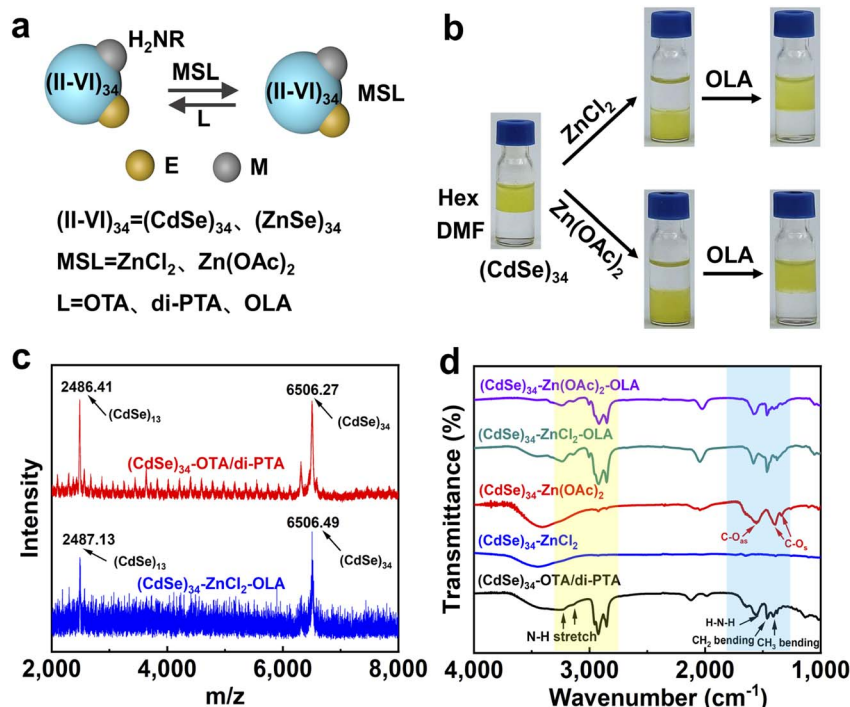 a
H₂NR
(II-VI)₃₄
MSL
L
(II-VI)₃₄
MSL
E
M
(II-VI)₃₄=(CdSe)₃₄、(ZnSe)₃₄
MSL=ZnCl₂、Zn(OAc)₂
L=OTA、di-PTA、OLA
b
Hex
DMF
(CdSe)₃₄
ZnCl₂
OLA
Zn(OAc)₂
OLA
c
2486.41
(CdSe)₁₃
6506.27
(CdSe)₃₄
(CdSe)₃₄-OTA/di-PTA
2487.13
(CdSe)₁₃
6506.49
(CdSe)₃₄
(CdSe)₃₄-ZnCl₂-OLA
Intensity
2,000 4,000 6,000 8,000
m/z
d
(CdSe)₃₄-Zn(OAc)₂-OLA
(CdSe)₃₄-ZnCl₂-OLA
(CdSe)₃₄-Zn(OAc)₂
C-Oₐₛ
C-Oₛ
(CdSe)₃₄-ZnCl₂
(CdSe)₃₄-OTA/di-PTA
N-H stretch
H-N-H
CH₂ bending
CH₃ bending
Transmittance (%)
4,000 3,000 2,000 1,000
Wavenumber (cm⁻¹)